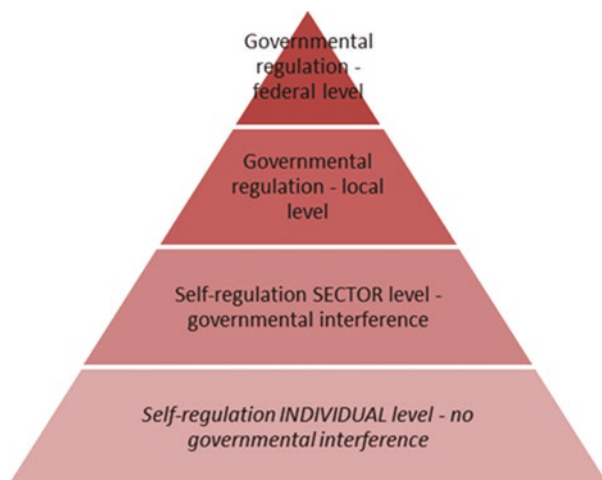 Governmental
regulation -
federal level
Governmental
regulation - local
level
Self-regulation SECTOR level -
governmental interference
Self-regulation INDIVIDUAL level - no
governmental interference